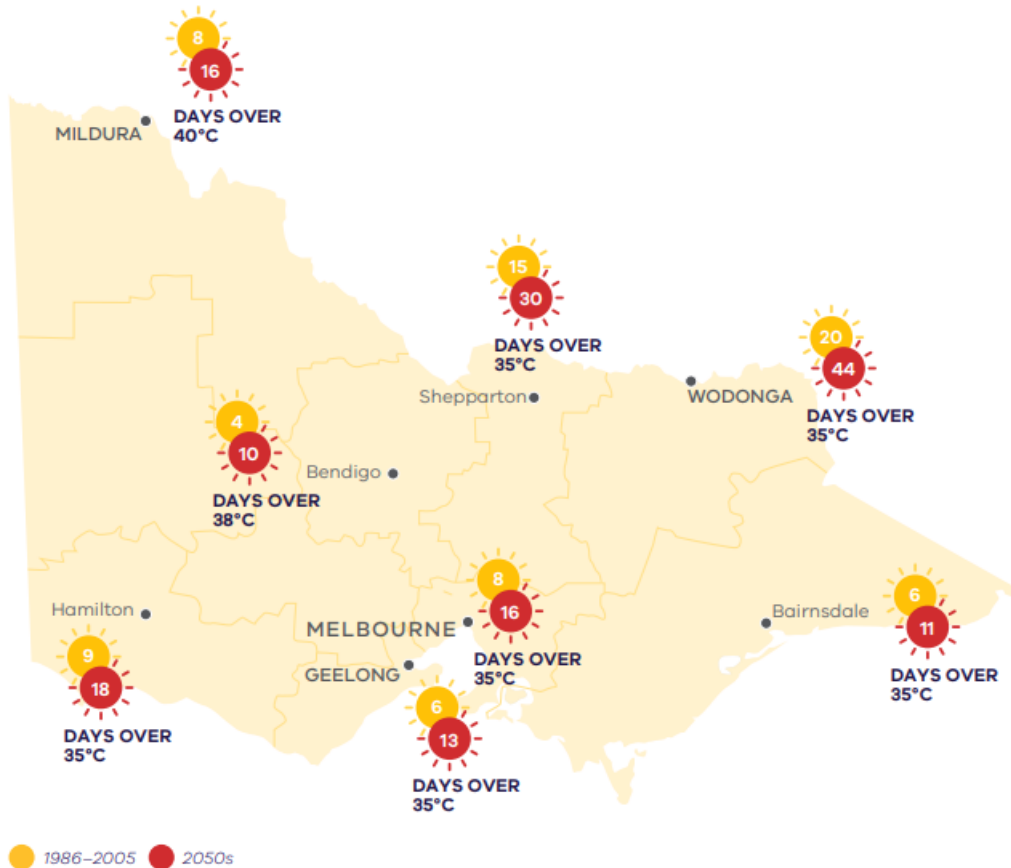 8
16
DAYS OVER
40°C
MILDURA
15
30
DAYS OVER
35°C
20
44
DAYS OVER
35°C
Shepparton
WODONGA
4
10
DAYS OVER
38°C
Bendigo
8
16
DAYS OVER
35°C
Hamilton
MELBOURNE
Bairnsdale
6
11
DAYS OVER
35°C
9
18
DAYS OVER
35°C
GEELONG
6
13
DAYS OVER
35°C
1986–2005 2050s